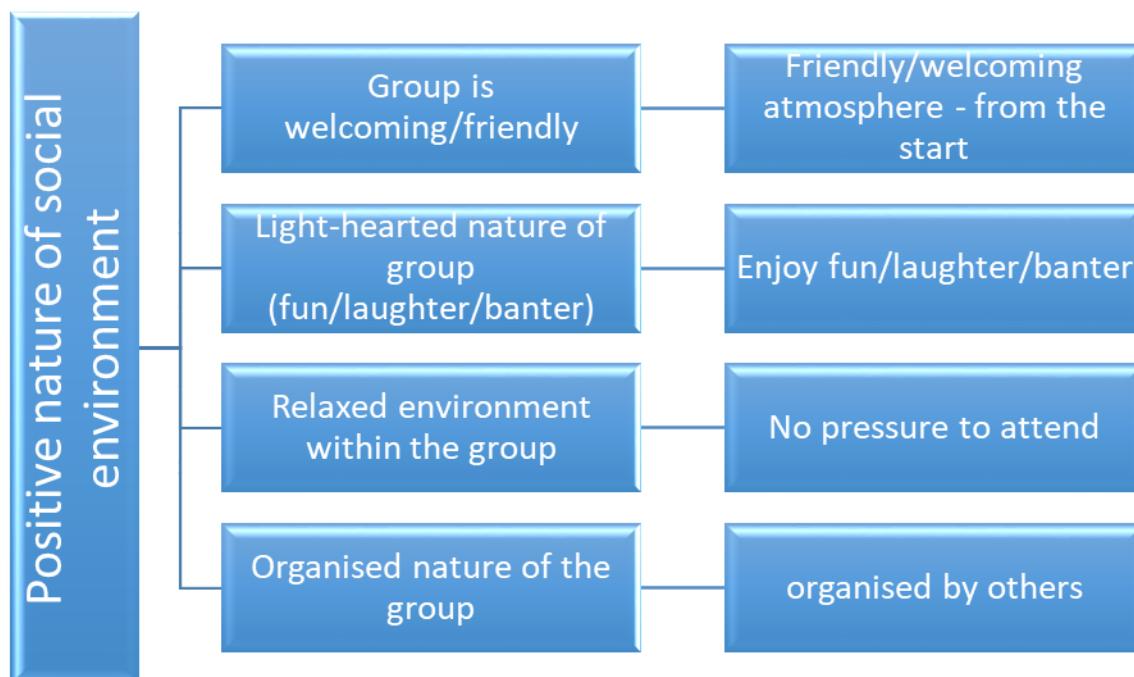 Positive nature of social
environment
Group is
welcoming/friendly
Friendly/welcoming
atmosphere - from the
start
Light-hearted nature of
group
(fun/laughter/banter)
Enjoy fun/laughter/banter
Relaxed environment
within the group
No pressure to attend
Organised nature of the
group
organised by others